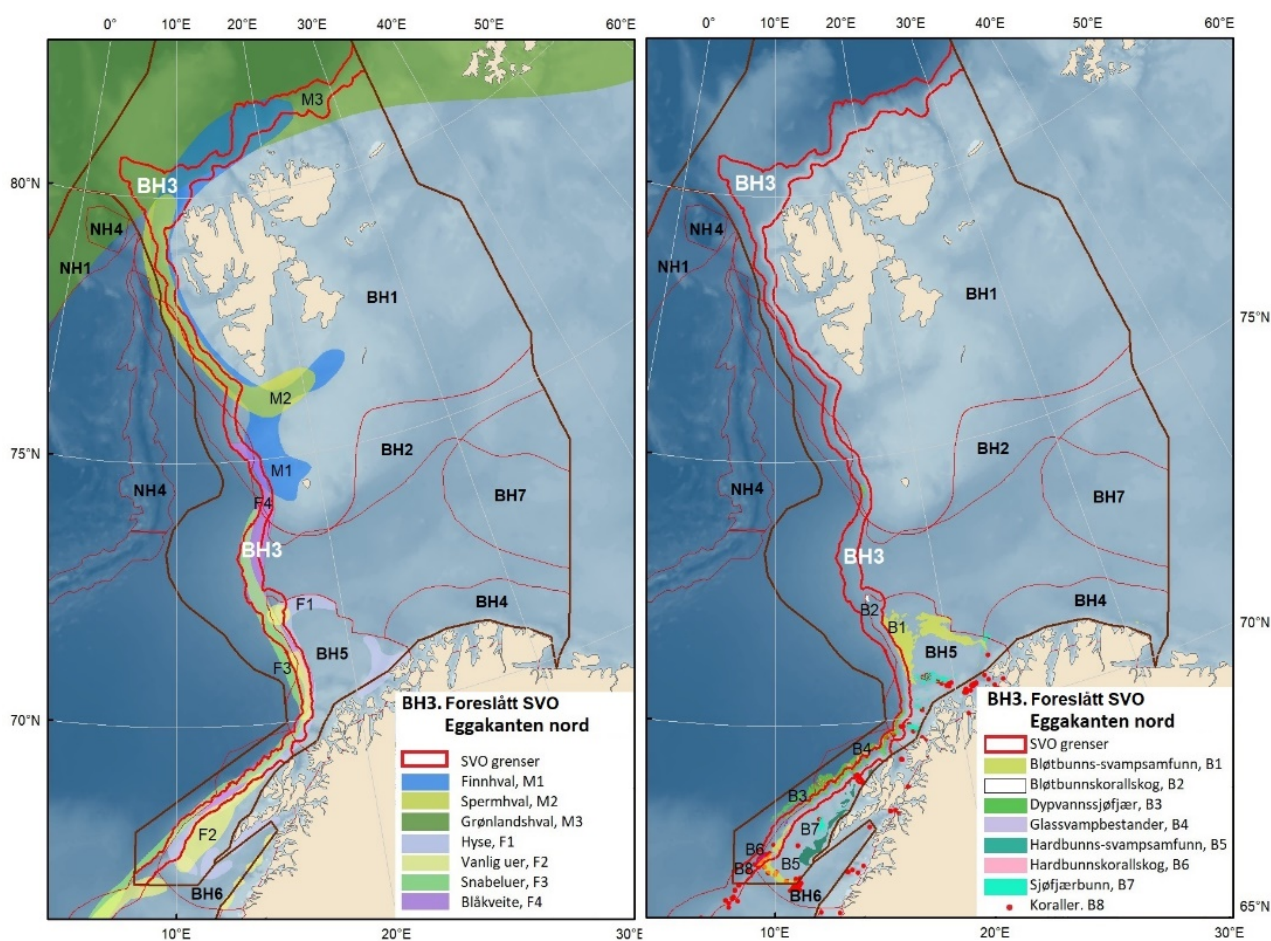 0° 10°E 20°E 30°E 40°E 50°E 60°E
80°N
75°N
70°N
M3
BH3
NH4
NH1
BH1
M2
BH2
M1
NH4
BH7
F4
BH3
F1
BH4
BH5
F3
F2
BH6
BH3. Foreslått SVO
Eggakanten nord
SVO grenser
Finnhval, M1
Spermhval, M2
Grønlandshval, M3
Hyse, F1
Vanlig uer, F2
Snabeluer, F3
Blåkveite, F4
10°E 20°E 30°E
0° 10°E 20°E 30°E 40°E 50°E 60°E
75°N
70°N
65°N
BH3
NH4
NH1
BH1
BH2
NH4
BH7
BH3
B2
B1
BH4
BH5
B4
B3
B7
B6
B8
B5
BH6
BH3. Foreslått SVO
Eggakanten nord
SVO grenser
Bløtbunns-svampsamfunn, B1
Bløtbunnskorallskog, B2
Dypvannssjøfjær, B3
Glassvampbestander, B4
Hardbunns-svampsamfunn, B5
Hardbunnskorallskog, B6
Sjøfjærbunn, B7
Koraller. B8
10°E 20°E 30°E